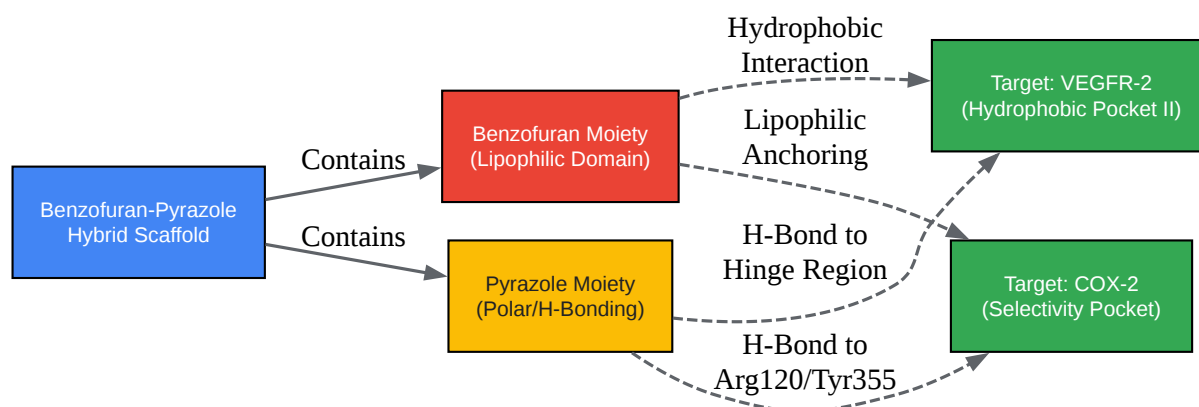 Benzofuran-Pyrazole
Hybrid Scaffold
Contains
Contains
Benzofuran Moiety
(Lipophilic Domain)
Pyrazole Moiety
(Polar/H-Bonding)
Hydrophobic
Interaction
Lipophilic
Anchoring
H-Bond to
Hinge Region
H-Bond to
Arg120/Tyr355
Target: VEGFR-2
(Hydrophobic Pocket II)
Target: COX-2
(Selectivity Pocket)